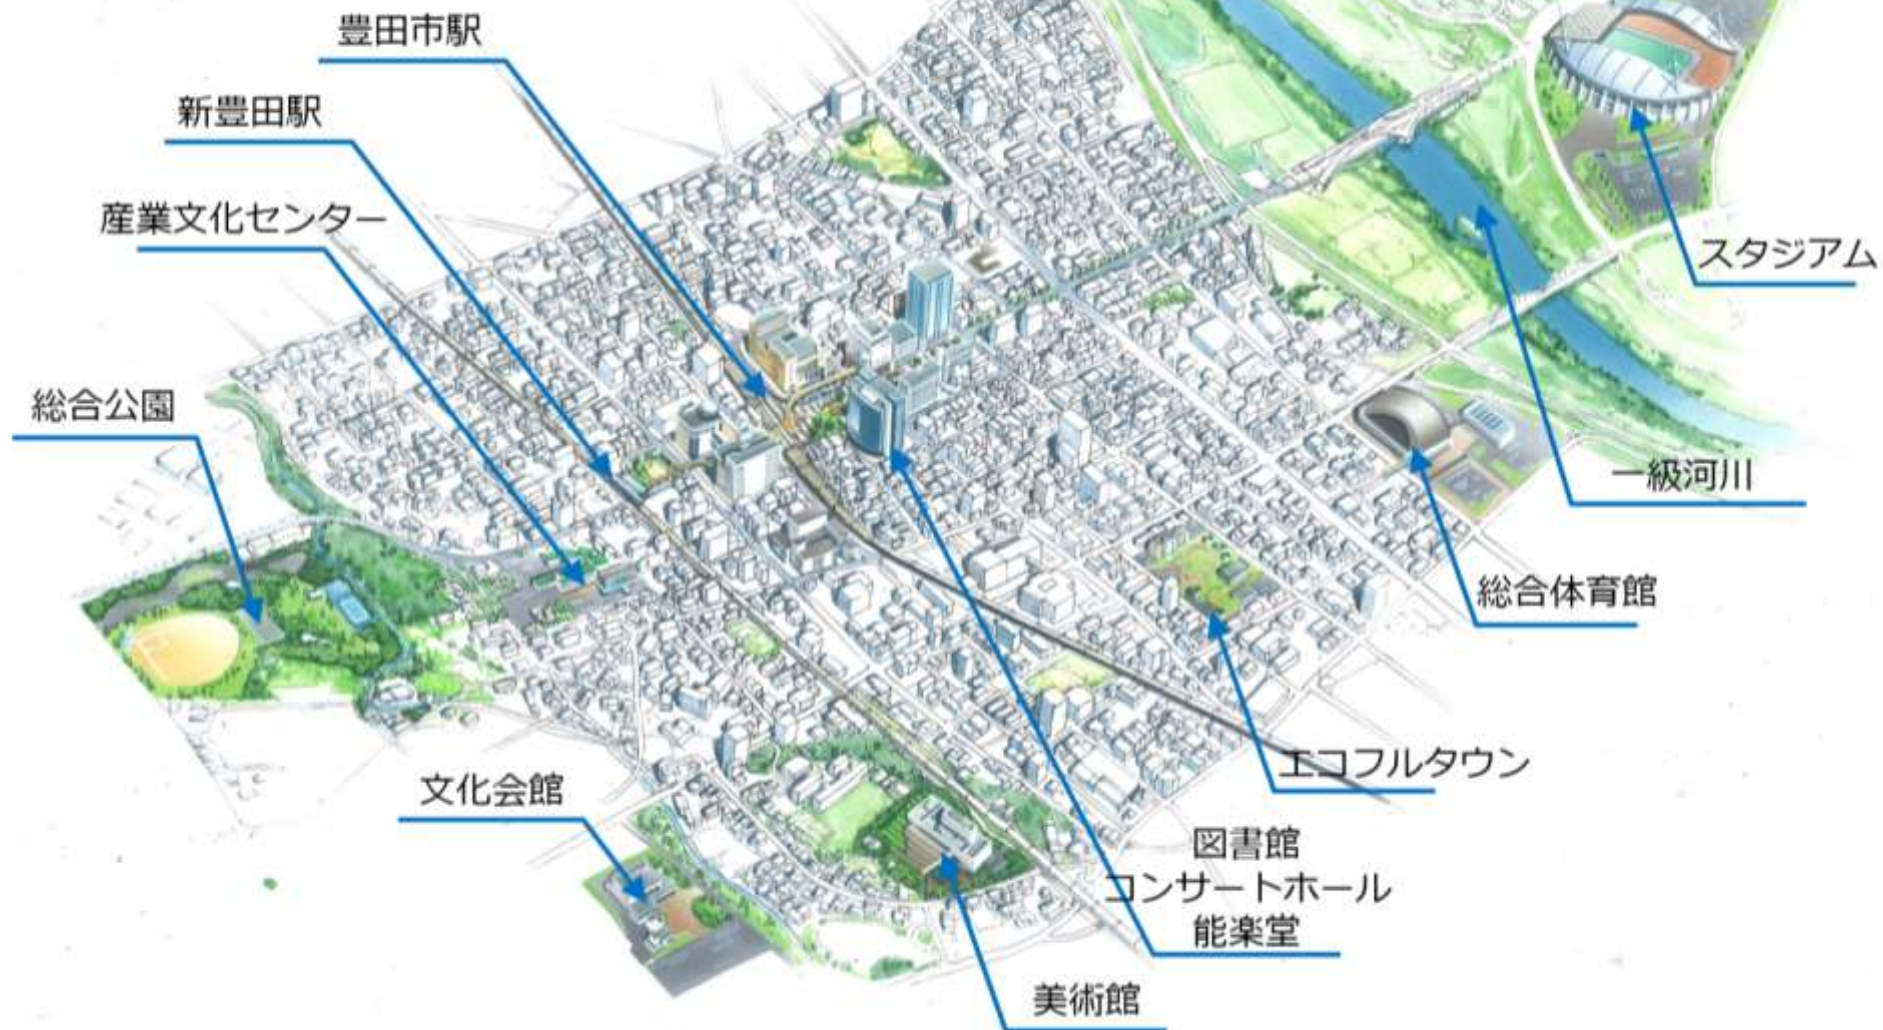 豊田市駅
新豊田駅
産業文化センター
スタジアム
総合公園
一級河川
総合体育館
エコフルタウン
文化会館
図書館
コンサートホール
能楽堂
美術館